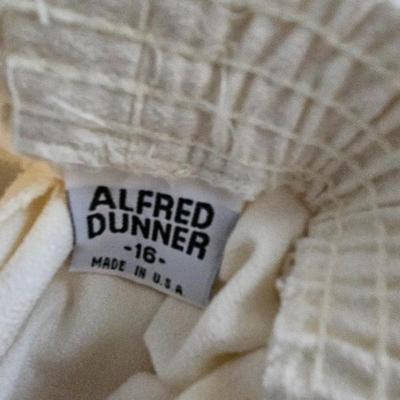 ALFRED
DUNNER
-16-
MADE IN U.S.A